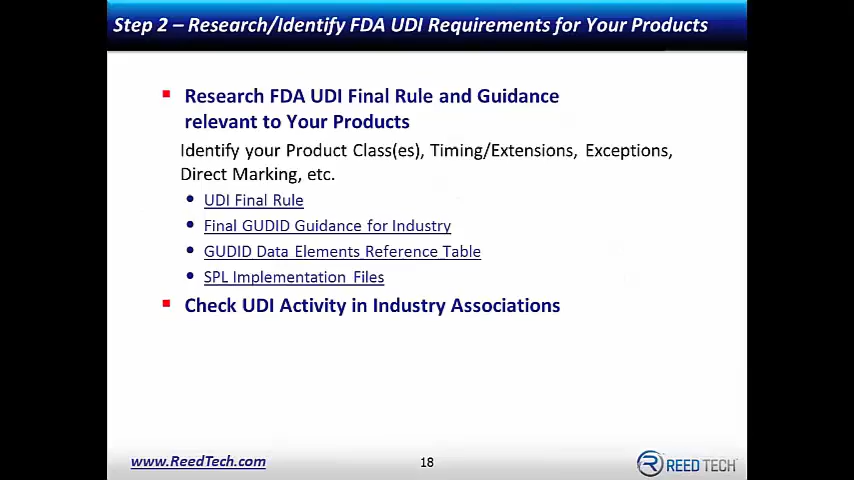 Step 2 – Research/Identify FDA UDI Requirements for Your Products
Research FDA UDI Final Rule and Guidance
relevant to Your Products
Identify your Product Class(es), Timing/Extensions, Exceptions,
Direct Marking, etc.
UDI Final Rule
Final GUDID Guidance for Industry
GUDID Data Elements Reference Table
SPL Implementation Files
Check UDI Activity in Industry Associations
www.ReedTech.com
18
REED TECH